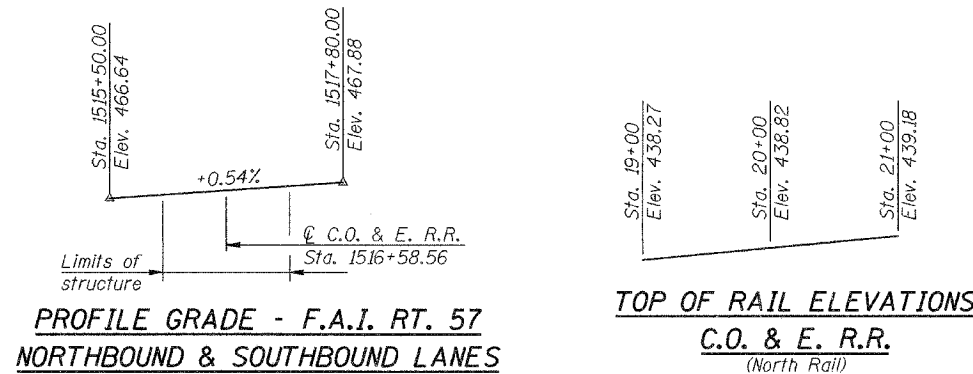 Sta. 1515+50.00
Elev. 466.64
Sta. 1517+80.00
Elev. 467.88
+0.54%
℄ C.O. & E. R.R.
Sta. 1516+58.56
Limits of
structure
PROFILE GRADE - F.A.I. RT. 57
NORTHBOUND & SOUTHBOUND LANES
Sta. 19+00
Elev. 438.27
Sta. 20+00
Elev. 438.82
Sta. 21+00
Elev. 439.18
TOP OF RAIL ELEVATIONS
C.O. & E. R.R.
(North Rail)